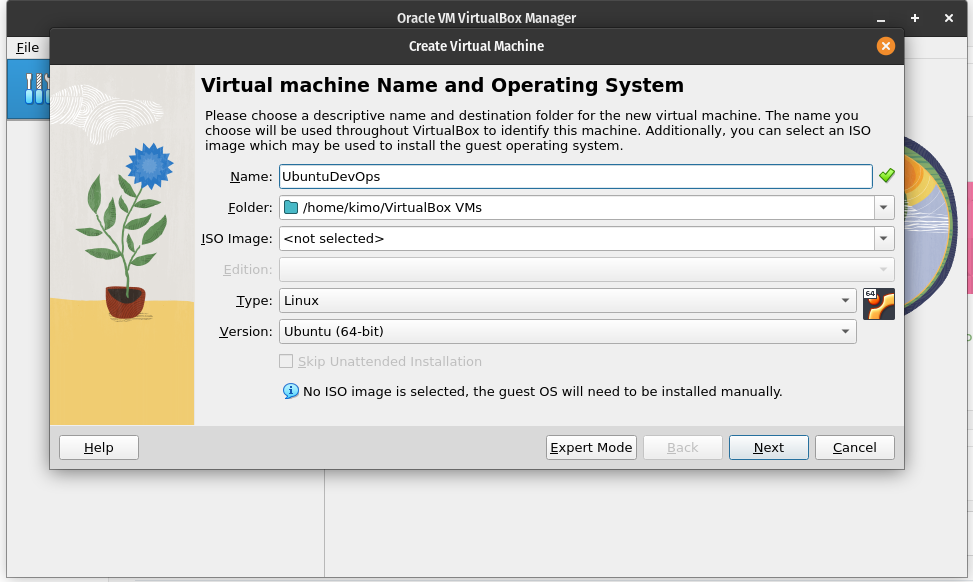 Oracle VM VirtualBox Manager
File
Create Virtual Machine
Virtual machine Name and Operating System
Please choose a descriptive name and destination folder for the new virtual machine. The name you
choose will be used throughout VirtualBox to identify this machine. Additionally, you can select an ISO
image which may be used to install the guest operating system.
Name: UbuntuDevOps
Folder: /home/kimo/VirtualBox VMs
ISO Image: <not selected>
Edition:
Type: Linux
64
Version: Ubuntu (64-bit)
Skip Unattended Installation
No ISO image is selected, the guest OS will need to be installed manually.
Help Expert Mode Back Next Cancel